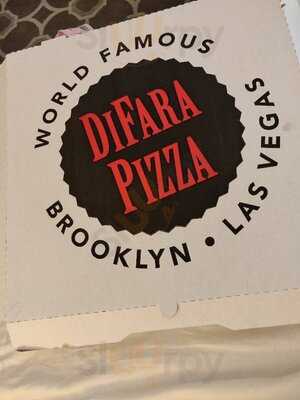 WORLD FAMOUS
DIFARA
PIZZA
BROOKLYN • LAS VEGAS